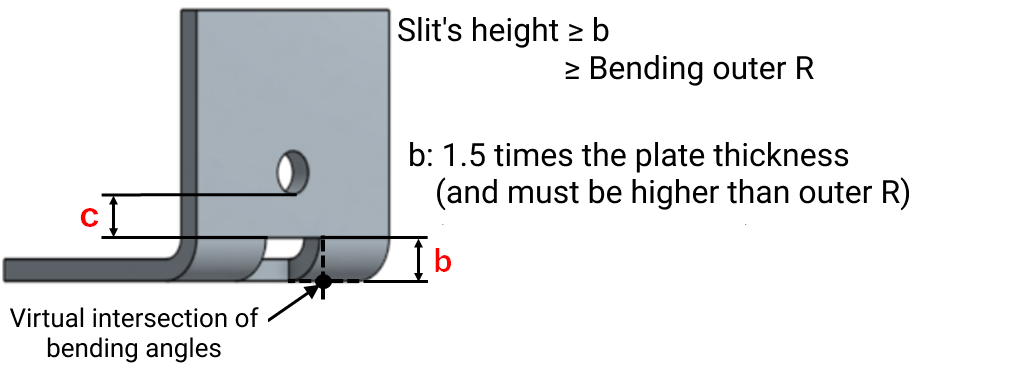 Slit's height ≥ b
≥ Bending outer R
b: 1.5 times the plate thickness
(and must be higher than outer R)
c
b
Virtual intersection of
bending angles